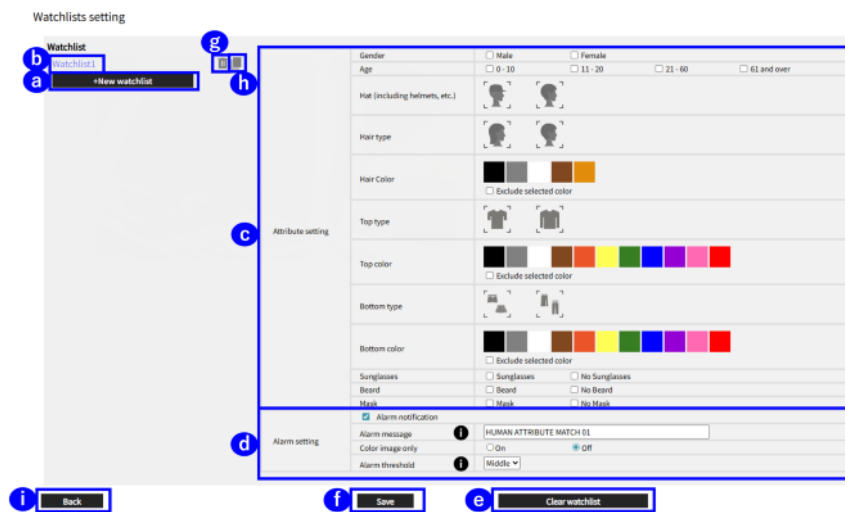 Watchlists setting
Watchlist
g
b
Watchlist1
h
a
+New watchlist
c
Attribute setting
Gender
Male
Female
Age
0 - 10
11 - 20
21 - 60
61 and over
Hat (including helmets, etc.)
Hair type
Hair Color
Exclude selected color
Top type
Top color
Exclude selected color
Bottom type
Bottom color
Exclude selected color
Sunglasses
Sunglasses
No Sunglasses
Beard
Beard
No Beard
Mask
Mask
No Mask
d
Alarm setting
Alarm notification
Alarm message
i
HUMAN ATTRIBUTE MATCH 01
Color image only
On
Off
Alarm threshold
i
Middle
i
Back
f
Save
e
Clear watchlist